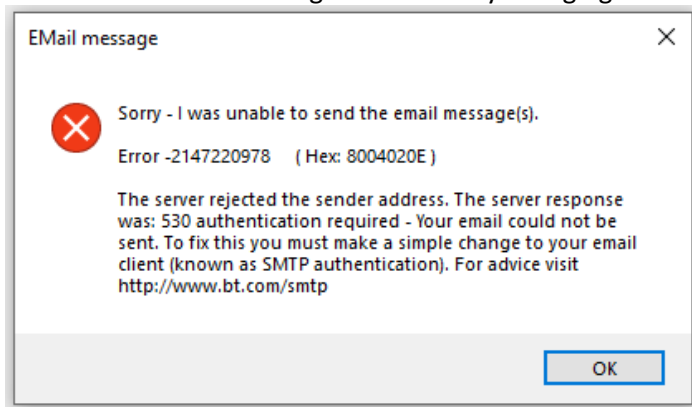 EMail message
Sorry - I was unable to send the email message(s).
Error -2147220978 ( Hex: 8004020E )
The server rejected the sender address. The server response
was: 530 authentication required - Your email could not be
sent. To fix this you must make a simple change to your email
client (known as SMTP authentication). For advice visit
http://www.bt.com/smtp
OK